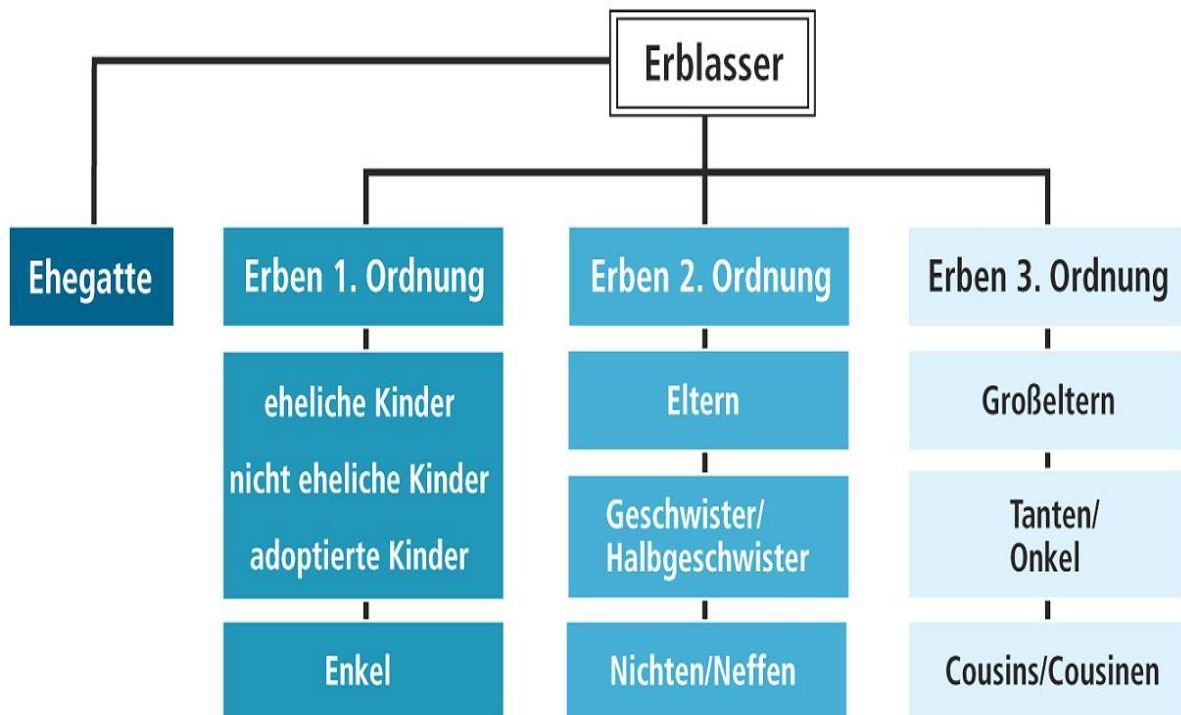 Erblasser
Ehegatte
Erben 1. Ordnung
eheliche Kinder
nicht eheliche Kinder
adoptierte Kinder
Enkel
Erben 2. Ordnung
Eltern
Geschwister/
Halbgeschwister
Nichten/Neffen
Erben 3. Ordnung
Großeltern
Tanten/
Onkel
Cousins/Cousinen